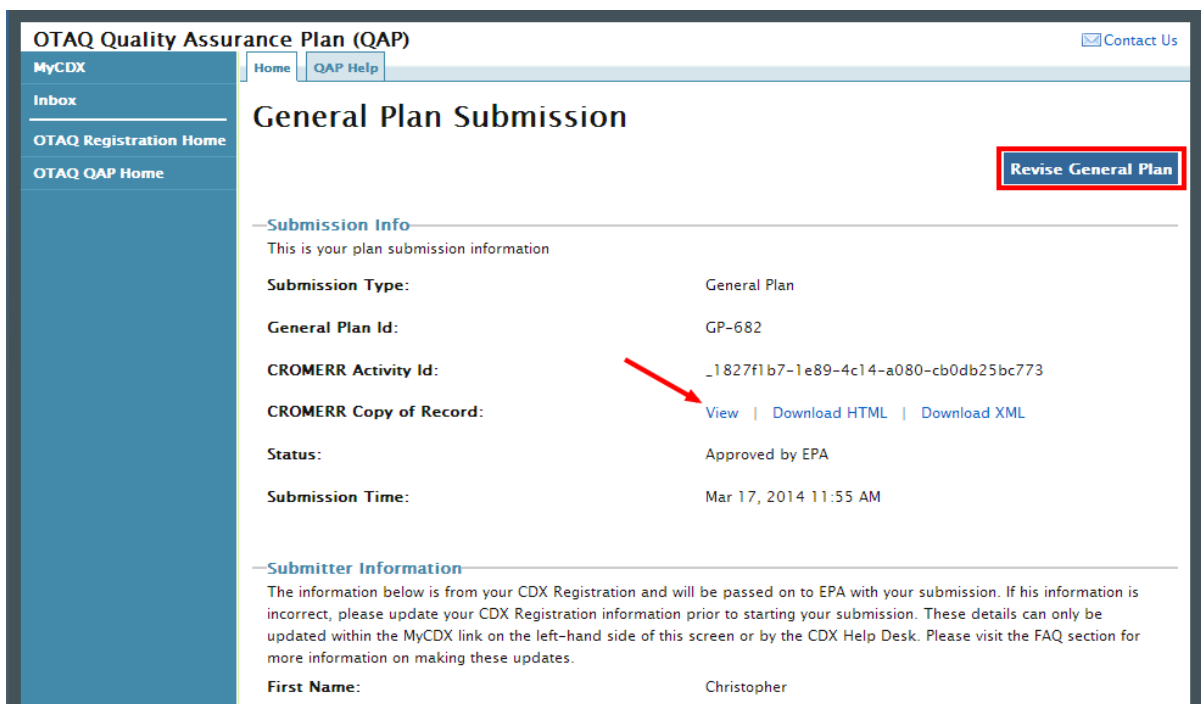 OTAQ Quality Assurance Plan (QAP)
Contact Us
MyCDX
Home
QAP Help
Inbox
OTAQ Registration Home
OTAQ QAP Home
General Plan Submission
Revise General Plan
Submission Info
This is your plan submission information
Submission Type: General Plan
General Plan Id: GP-682
CROMERR Activity Id: _1827f1b7-1e89-4c14-a080-cb0db25bc773
CROMERR Copy of Record: View | Download HTML | Download XML
Status: Approved by EPA
Submission Time: Mar 17, 2014 11:55 AM
Submitter Information
The information below is from your CDX Registration and will be passed on to EPA with your submission. If his information is
incorrect, please update your CDX Registration information prior to starting your submission. These details can only be
updated within the MyCDX link on the left-hand side of this screen or by the CDX Help Desk. Please visit the FAQ section for
more information on making these updates.
First Name: Christopher